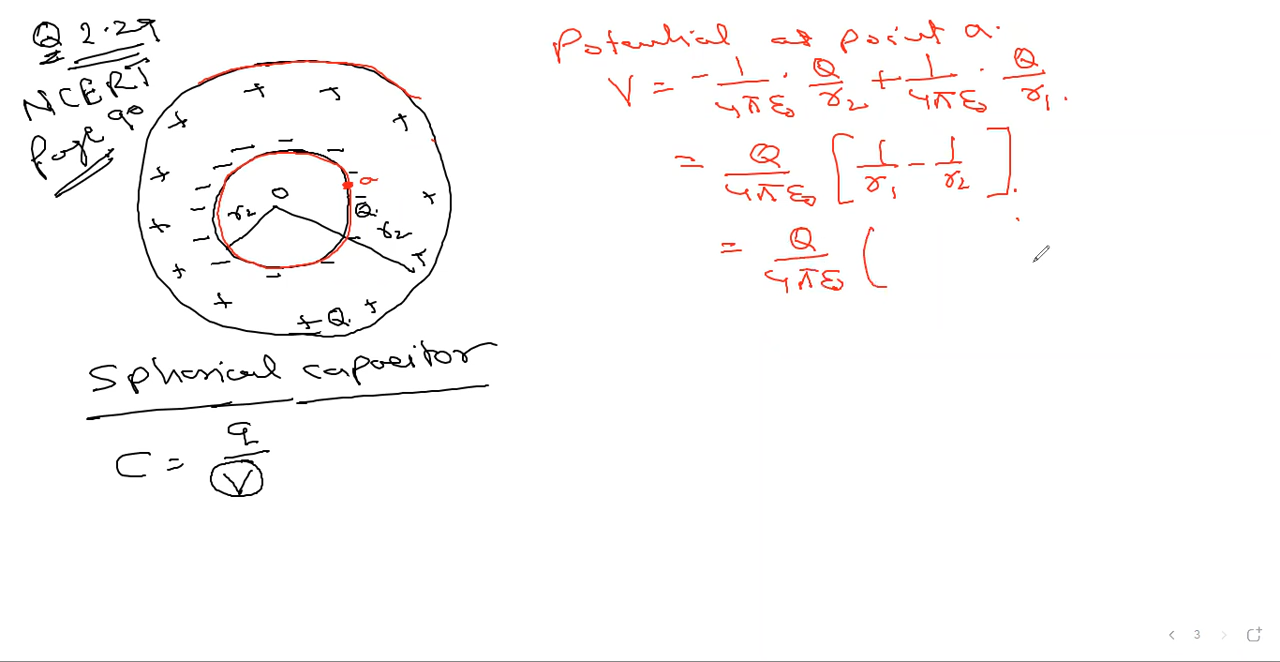 Q 2.29
NCERT
Page 90
+ + + + + + + + + + + +
- - - - - - - - - - - - -
O
a
r2
Q
r2
+Q
Spherical capacitor
C = q/V
Potential at point a.
V = -1/4πε0 · Q/r2 + 1/4πε0 · Q/r1.
= Q/4πε0 [1/r1 - 1/r2].
= Q/4πε0 (
3